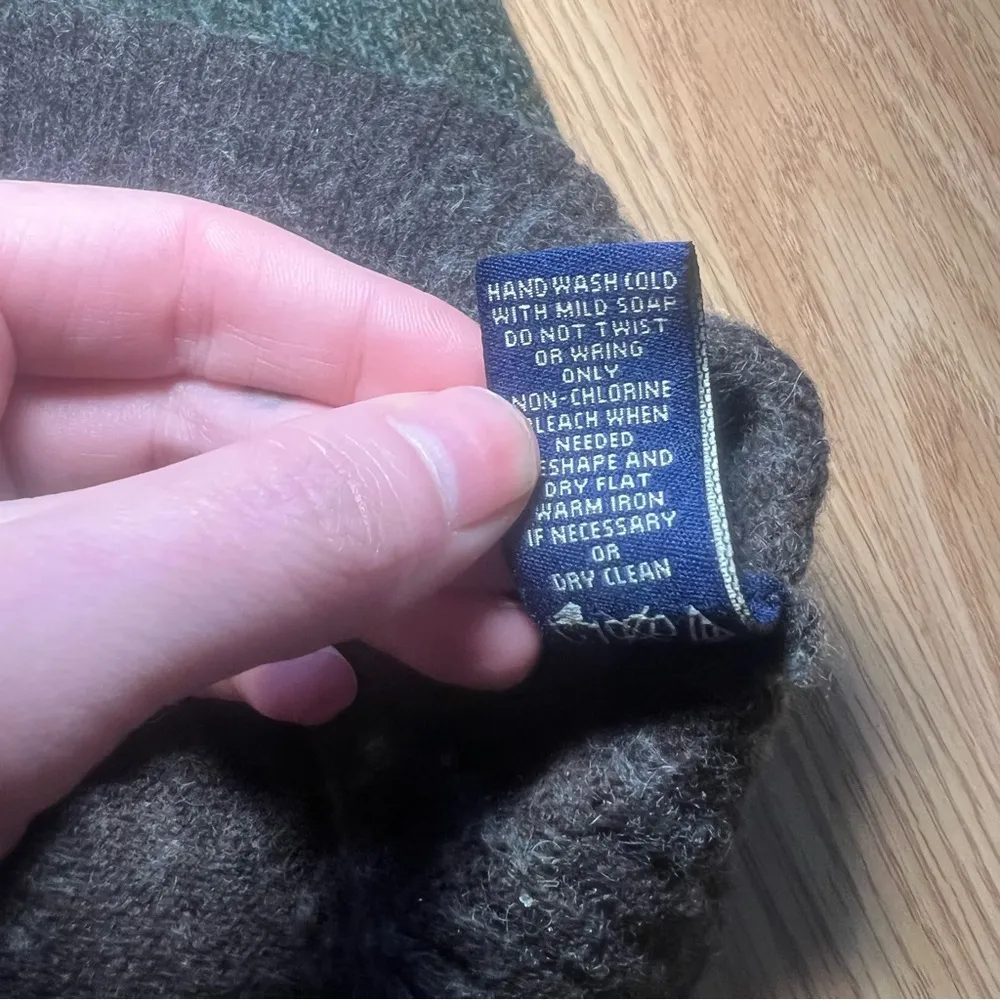 HAND WASH COLD
WITH MILD SOAP
DO NOT TWIST
OR WRING
ONLY
NON-CHLORINE
BLEACH WHEN
NEEDED
RESHAPE AND
DRY FLAT
WARM IRON
IF NECESSARY
OR
DRY CLEAN